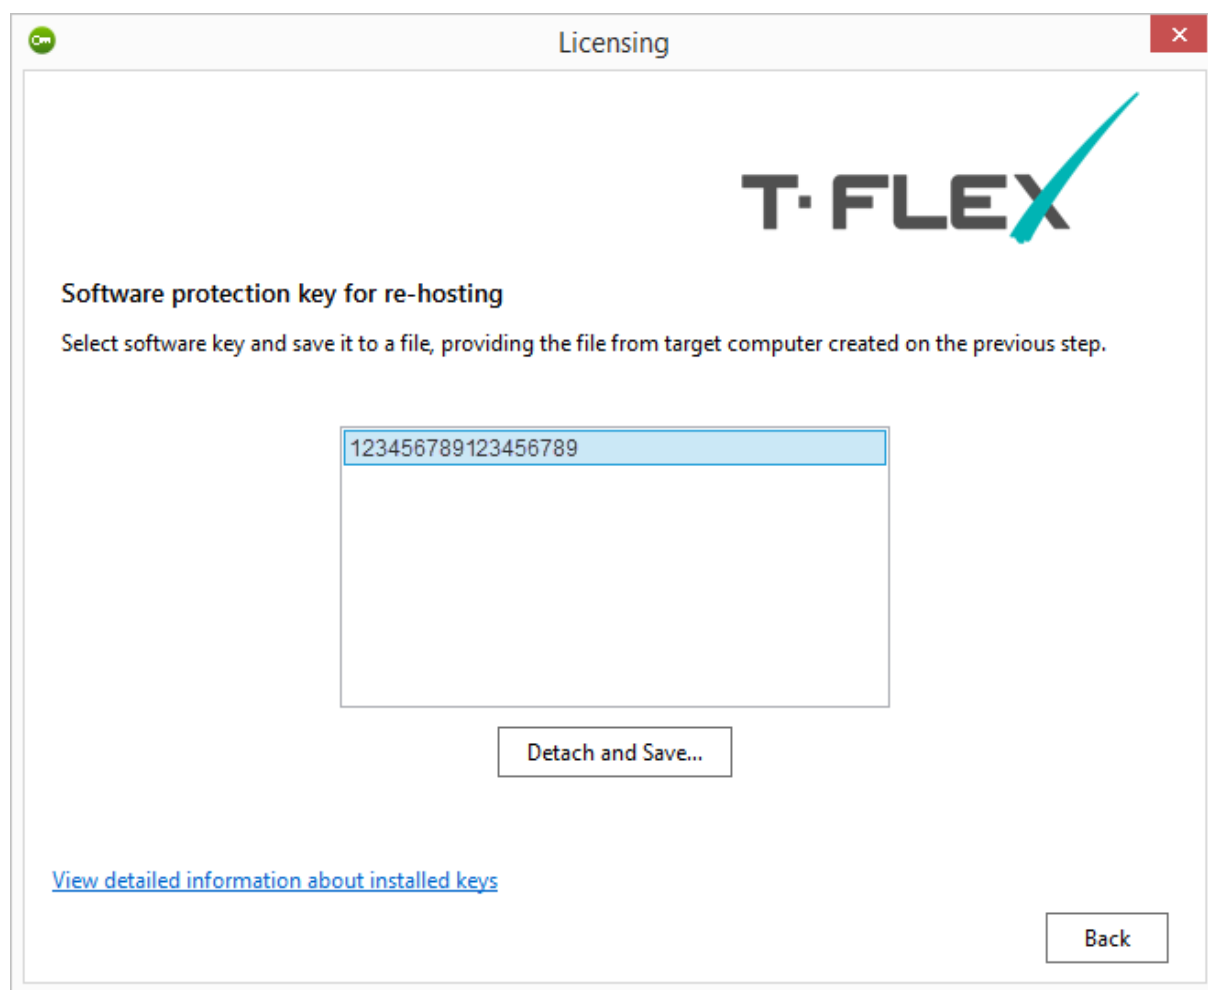 Licensing
T-FLEX
Software protection key for re-hosting
Select software key and save it to a file, providing the file from target computer created on the previous step.
123456789123456789
Detach and Save...
View detailed information about installed keys
Back